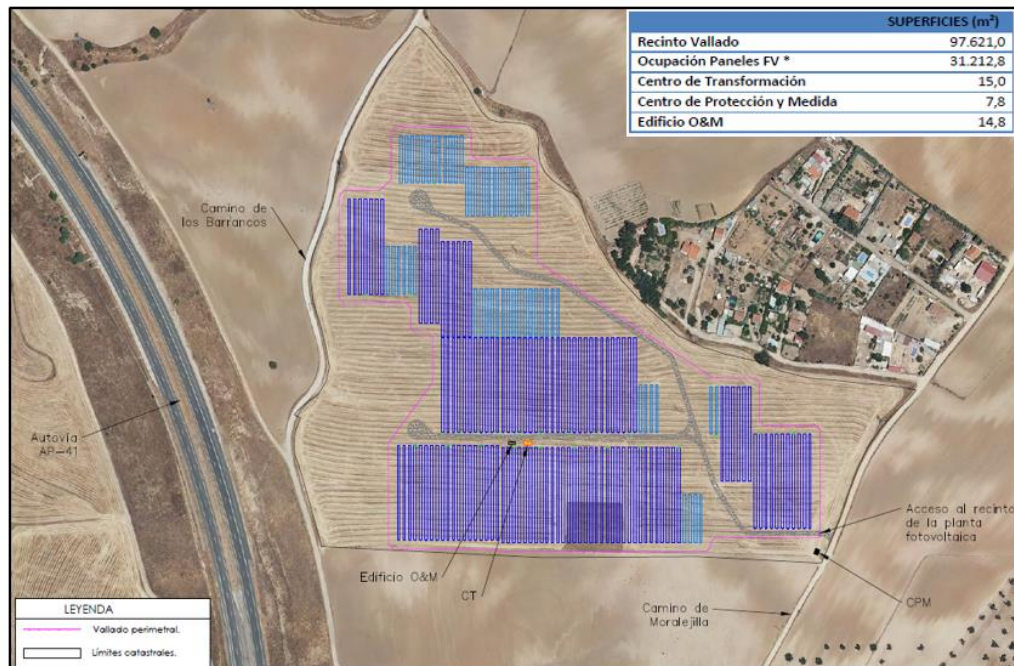 SUPERFICIES (m²)
Recinto Vallado 97.621,0
Ocupación Paneles FV * 31.212,8
Centro de Transformación 15,0
Centro de Protección y Medida 7,8
Edificio O&M 14,8
Camino de
los Barrancos
Autovía
AP-41
Acceso al recinto
de la planta
fotovoltaica
Edificio O&M
CT
CPM
Camino de
Moralejilla
LEYENDA
Vallado perimetral.
Límites catastrales.